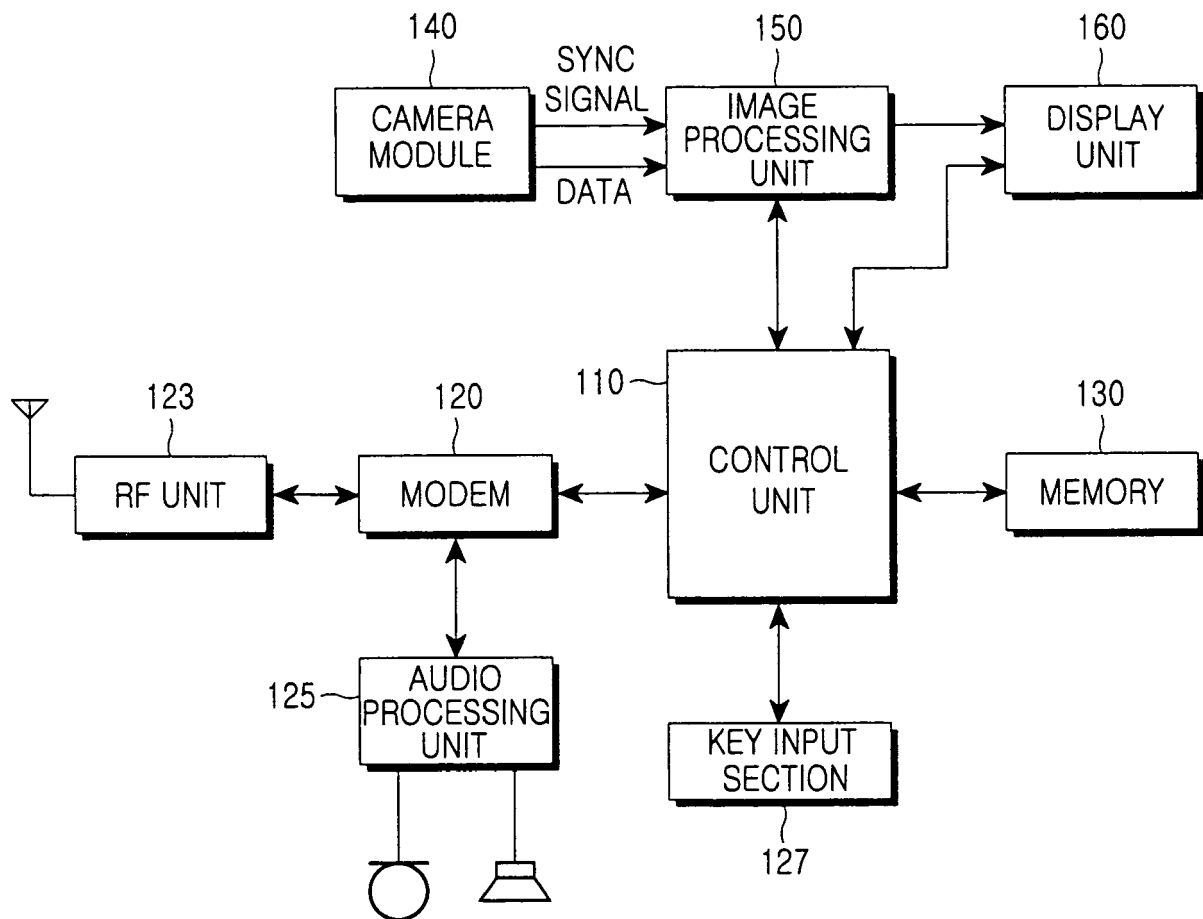 140
150
160
SYNC
SIGNAL
CAMERA
MODULE
DATA
IMAGE
PROCESSING
UNIT
DISPLAY
UNIT
110
123
120
130
RF UNIT
MODEM
CONTROL
UNIT
MEMORY
125
AUDIO
PROCESSING
UNIT
KEY INPUT
SECTION
127